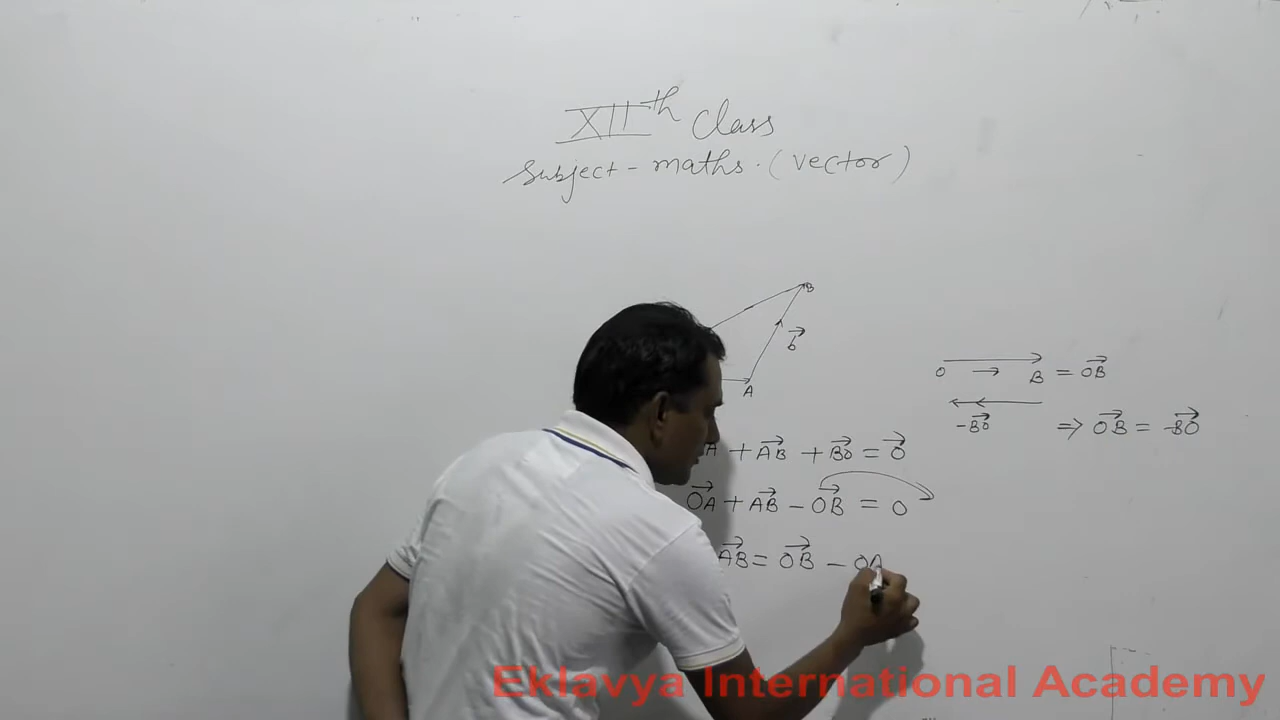 XIIth Class
Subject - maths. (vector)
B
b⃗
A
O → B = OB⃗
-BO⃗ ⇒ OB⃗ = -BO⃗
A + AB⃗ + BO⃗ = 0⃗
OA⃗ + AB⃗ - OB⃗ = 0
AB⃗ = OB⃗ - OA
Eklavya International Academy